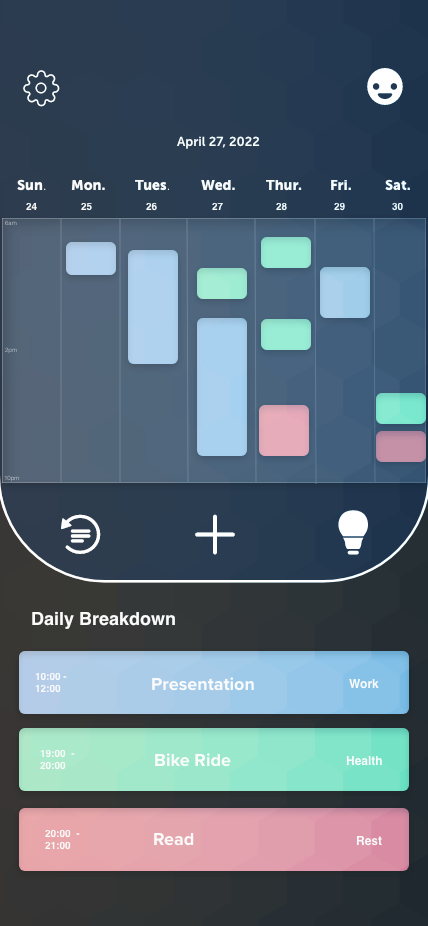 April 27, 2022
Sun. Mon. Tues. Wed. Thur. Fri. Sat.
24 25 26 27 28 29 30
6am
2pm
10pm
Daily Breakdown
10:00 -
12:00
Presentation
Work
19:00 -
20:00
Bike Ride
Health
20:00 -
21:00
Read
Rest